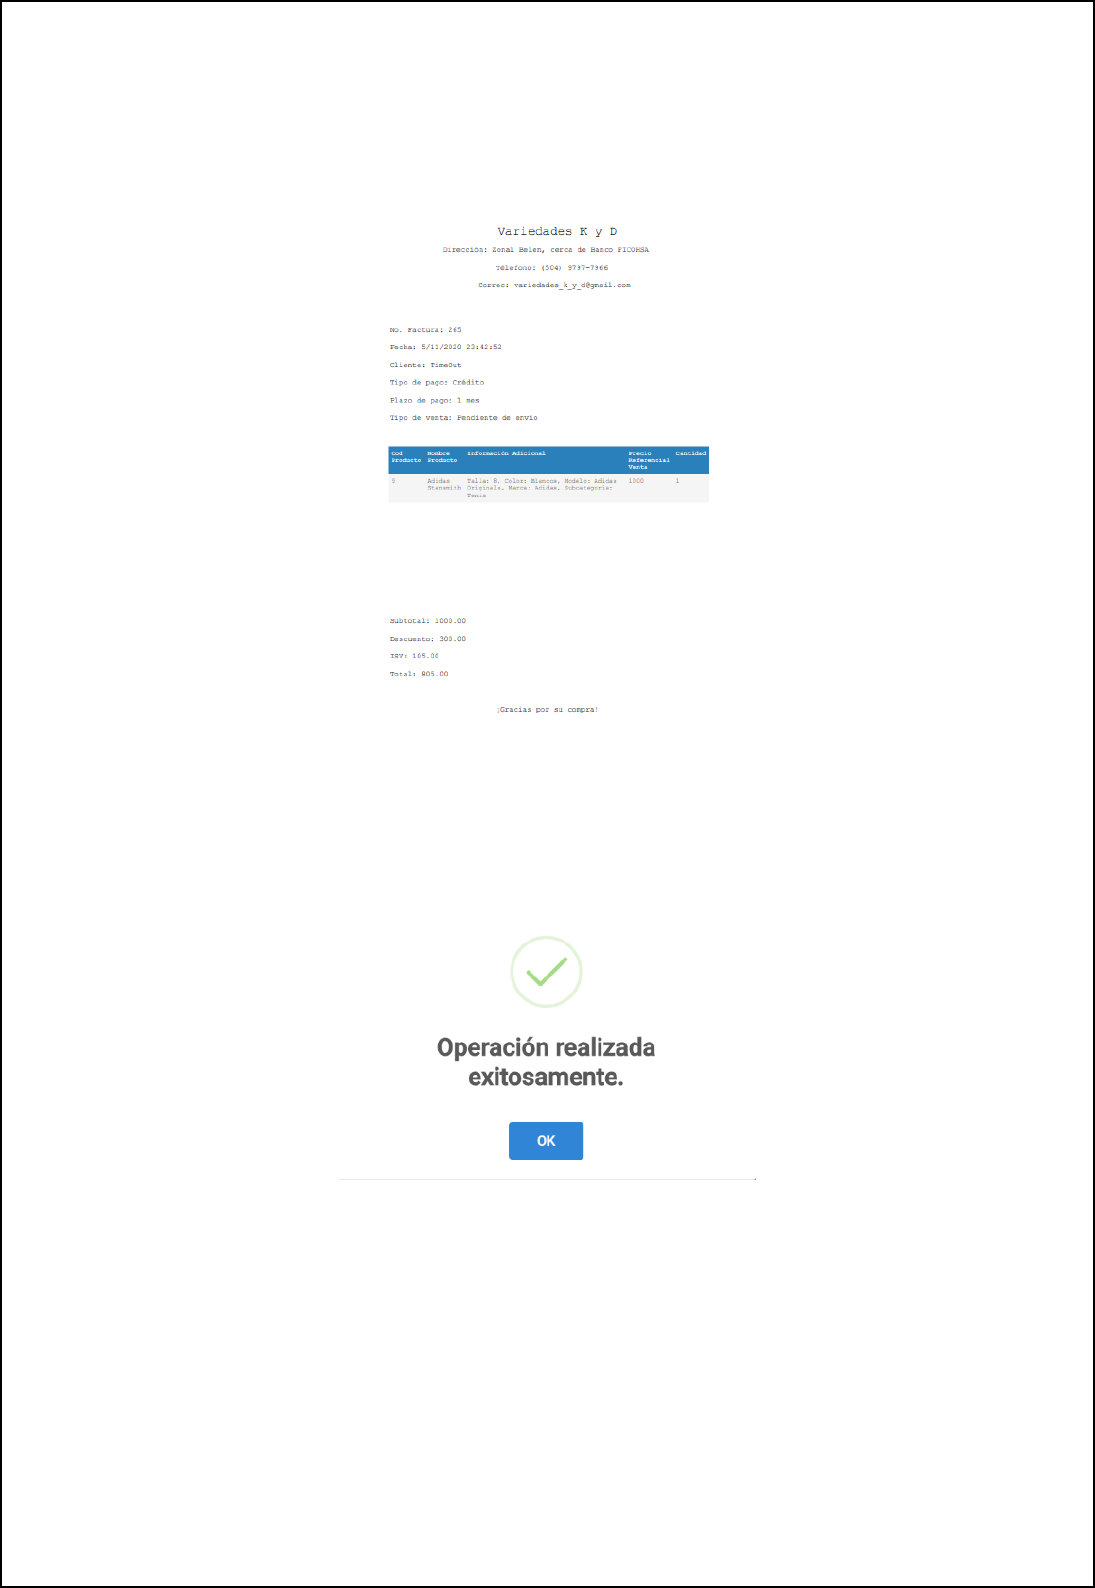 Variedades K y D
Dirección: Zonal Belen, cerca de Banco FICOHSA
Télefono: (504) 9797-7966
Correo: variedades_k_y_d@gmail.com
No. Factura: 265
Fecha: 5/11/2020 23:42:52
Cliente: TimeOut
Tipo de pago: Crédito
Plazo de pago: 1 mes
Tipo de venta: Pendiente de envio
Cod Nombre Información Adicional Precio Cantidad
Producto Producto Referencial
Venta
Adidas Talla: 8, Color: Blancos, Modelo: Adidas 1000 1
Stansmith Originals, Marca: Adidas, Subcategoria:
Tenis
Subtotal: 1000.00
Descuento: 300.00
ISV: 105.00
Total: 805.00
¡Gracias por su compra!
Operación realizada
exitosamente.
OK